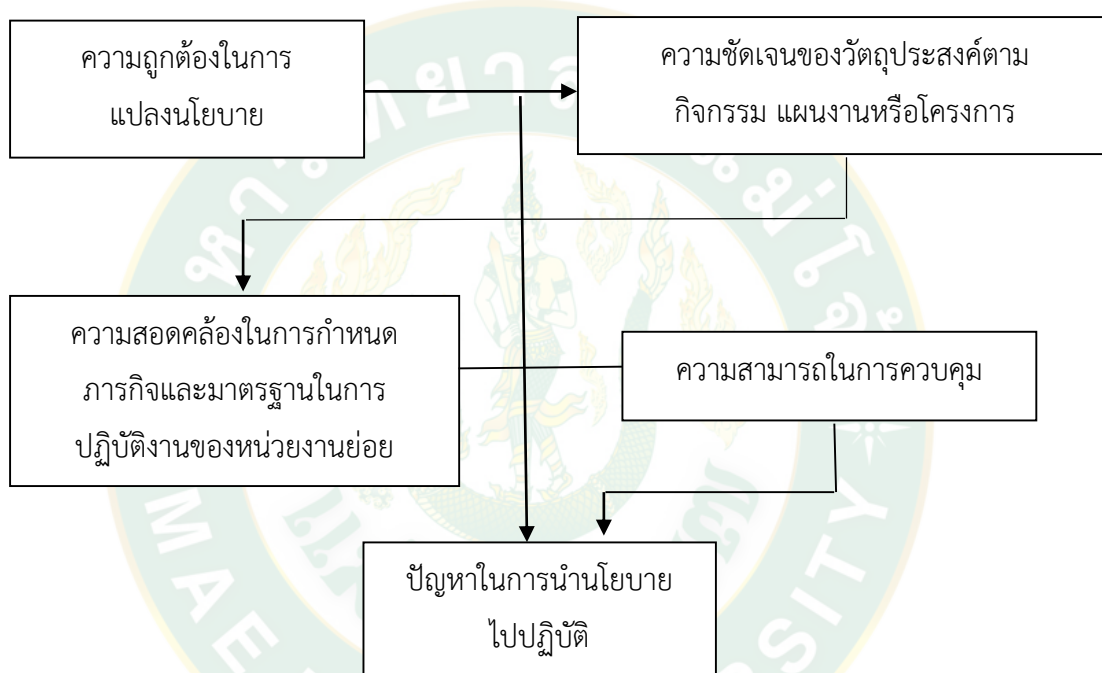 ความถูกต้องในการ
แปลงนโยบาย
ความชัดเจนของวัตถุประสงค์ตาม
กิจกรรม แผนงานหรือโครงการ
ความสอดคล้องในการกำหนด
ภารกิจและมาตรฐานในการ
ปฏิบัติงานของหน่วยงานย่อย
ความสามารถในการควบคุม
ปัญหาในการนำนโยบาย
ไปปฏิบัติ